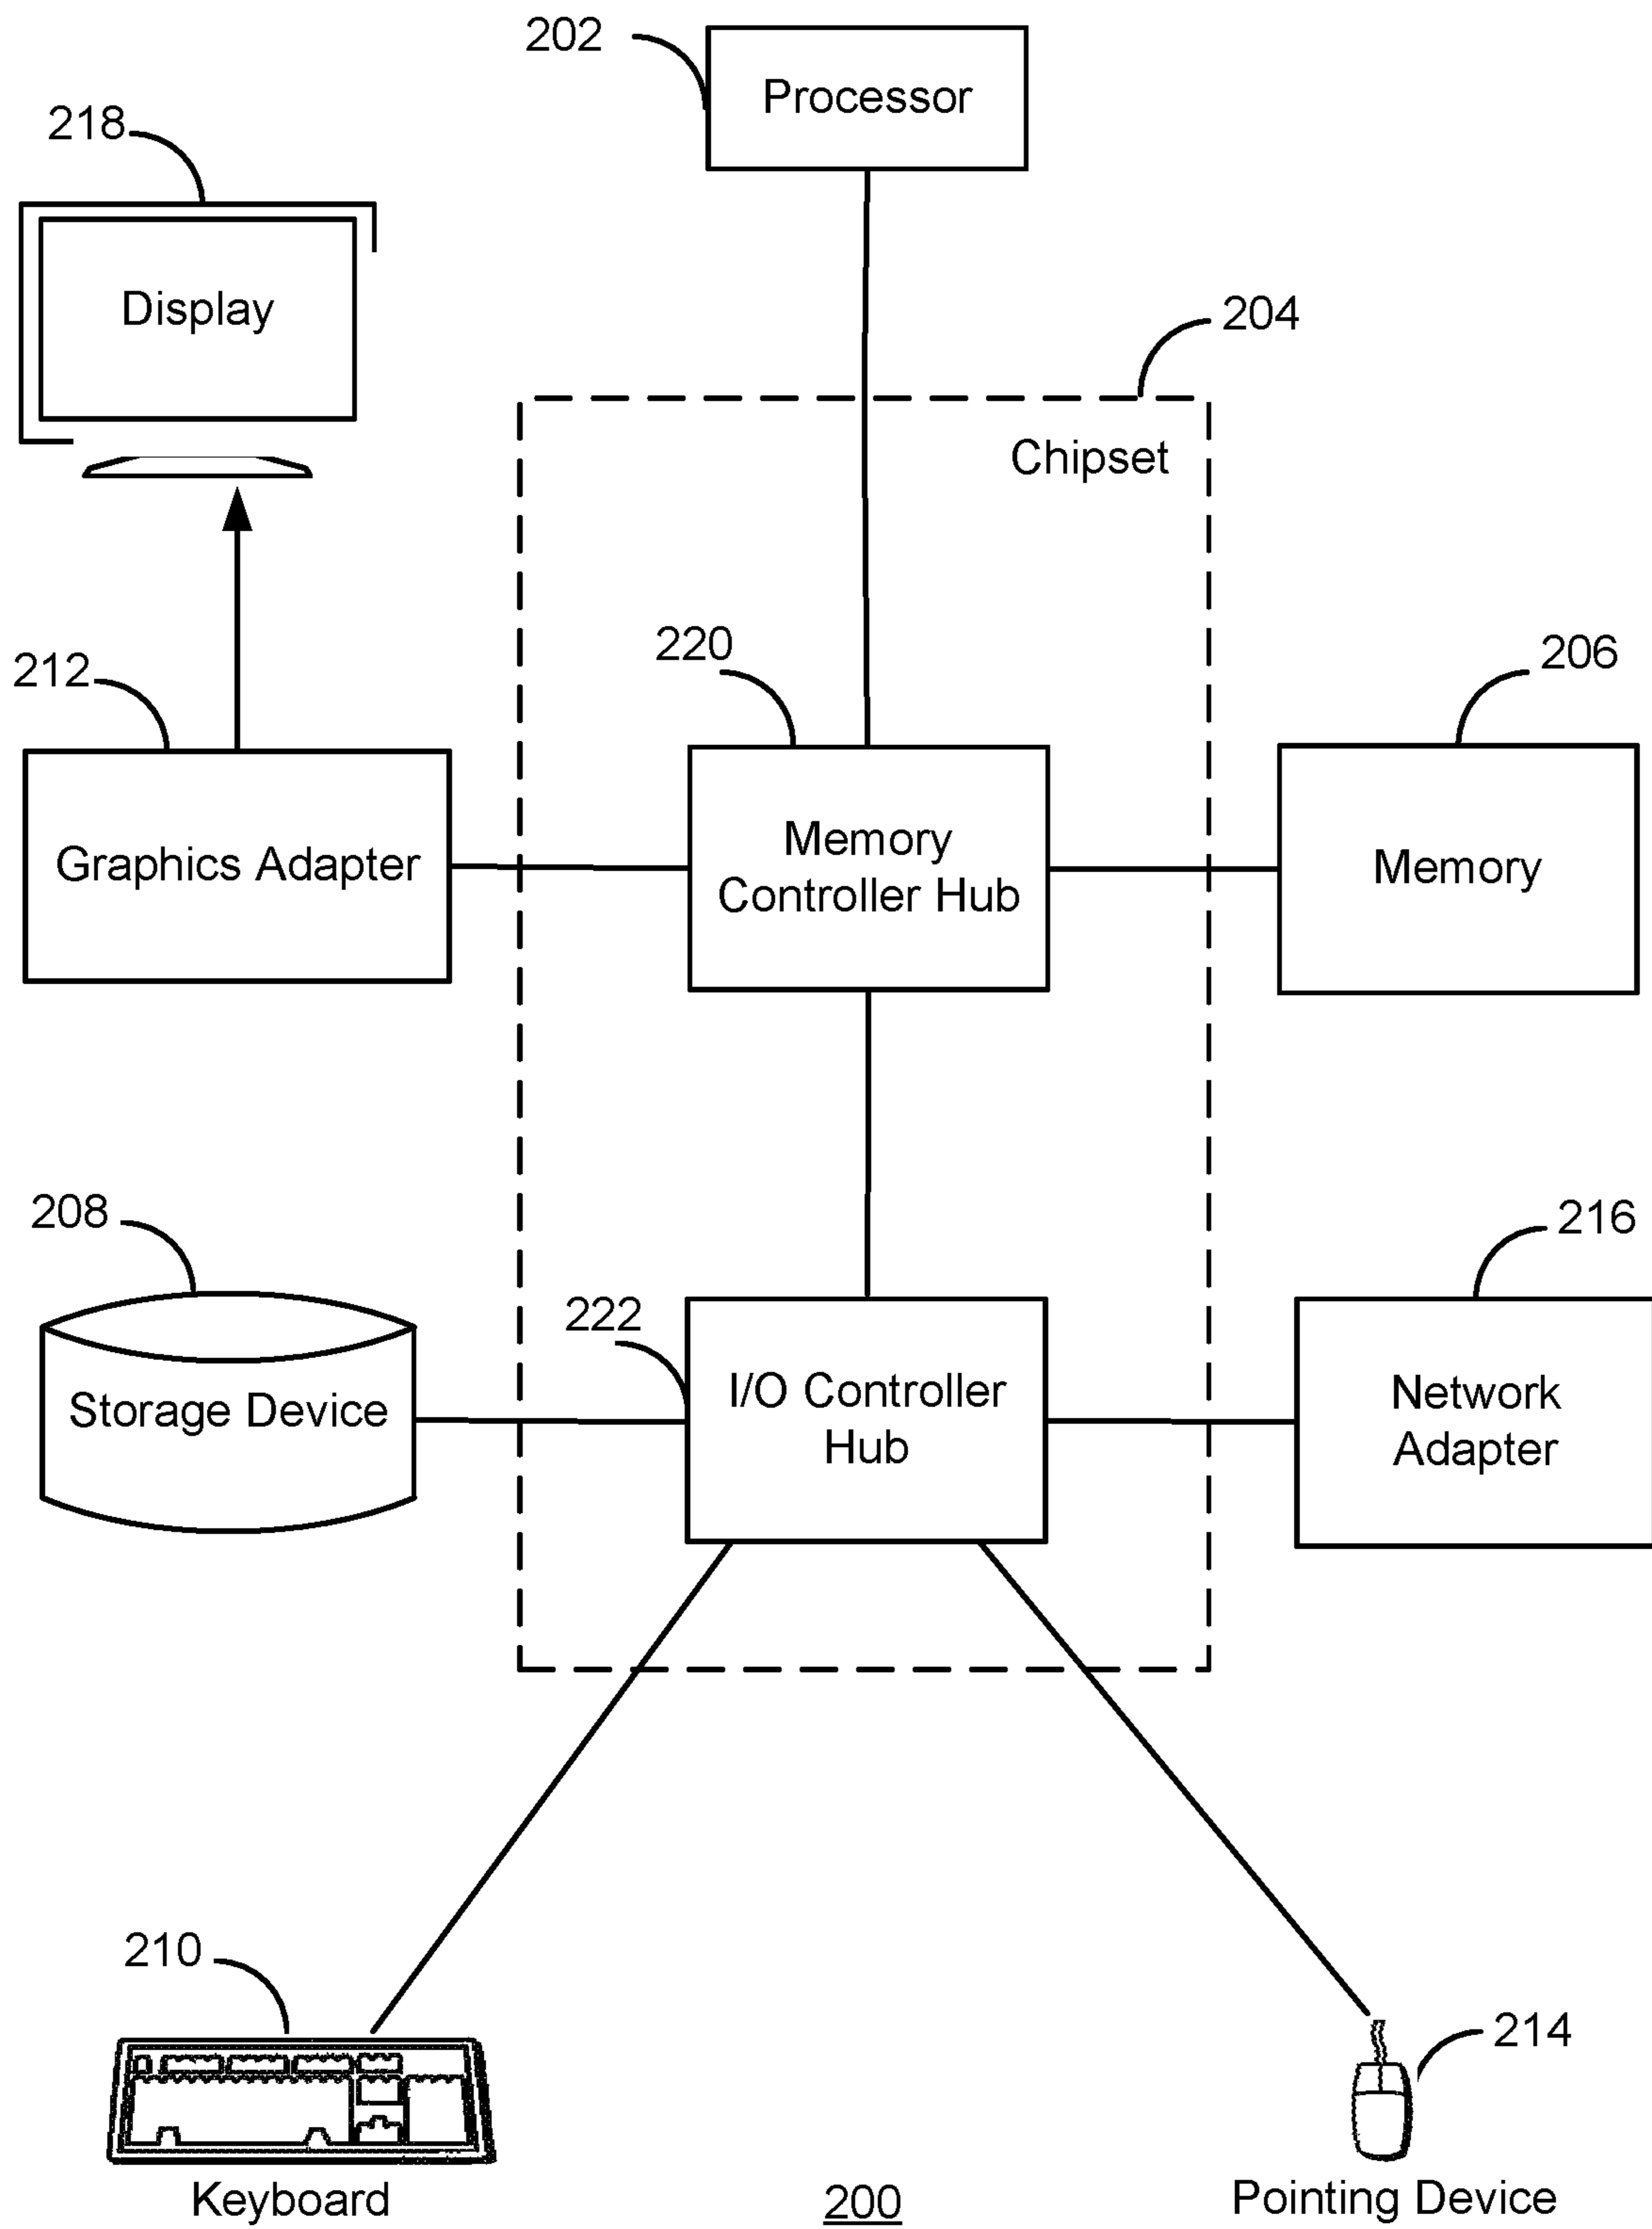 202
Processor
218
Display
204
Chipset
220
206
212
Memory
Controller Hub
Graphics Adapter
Memory
208
216
222
I/O Controller
Hub
Storage Device
Network
Adapter
210
214
Keyboard
200
Pointing Device